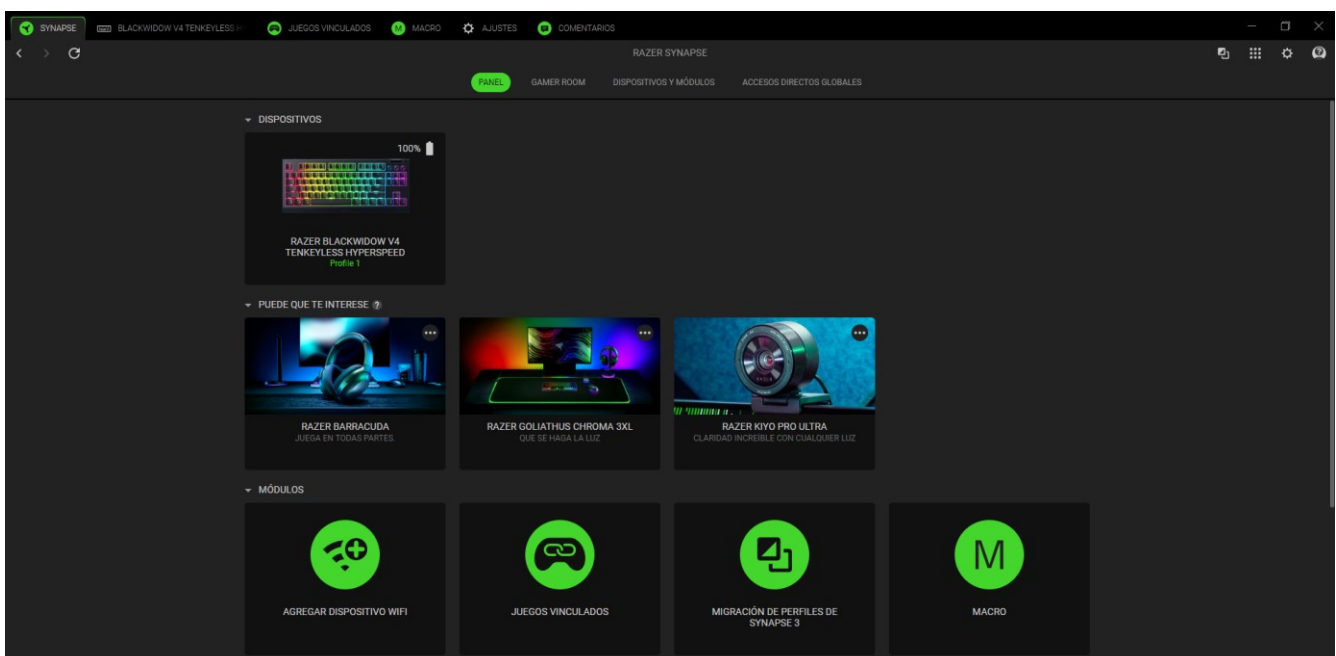 SYNAPSE
BLACKWIDOW V4 TENKEYLESS H
JUEGOS VINCULADOS
M
MACRO
AJUSTES
COMENTARIOS
RAZER SYNAPSE
PANEL
GAMER ROOM
DISPOSITIVOS Y MÓDULOS
ACCESOS DIRECTOS GLOBALES
DISPOSITIVOS
100%
RAZER BLACKWIDOW V4
TENKEYLESS HYPERSPEED
Profile 1
PUEDE QUE TE INTERESE ?
RAZER BARRACUDA
JUEGA EN TODAS PARTES.
RAZER GOLIATHUS CHROMA 3XL
QUE SE HAGA LA LUZ
RAZER KIYO PRO ULTRA
CLARIDAD INCREIBLE CON CUALQUIER LUZ
MÓDULOS
AGREGAR DISPOSITIVO WIFI
JUEGOS VINCULADOS
MIGRACIÓN DE PERFILES DE
SYNAPSE 3
M
MACRO